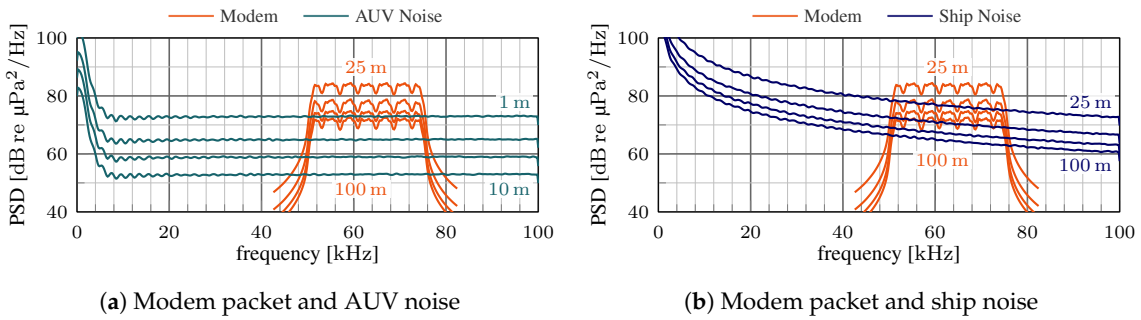 Modem AUV Noise
PSD [dB re µPa²/Hz]
100
80
60
40
25 m
1 m
100 m
10 m
0 20 40 60 80 100
frequency [kHz]
(a) Modem packet and AUV noise
Modem Ship Noise
PSD [dB re µPa²/Hz]
100
80
60
40
25 m
25 m
100 m
100 m
0 20 40 60 80 100
frequency [kHz]
(b) Modem packet and ship noise